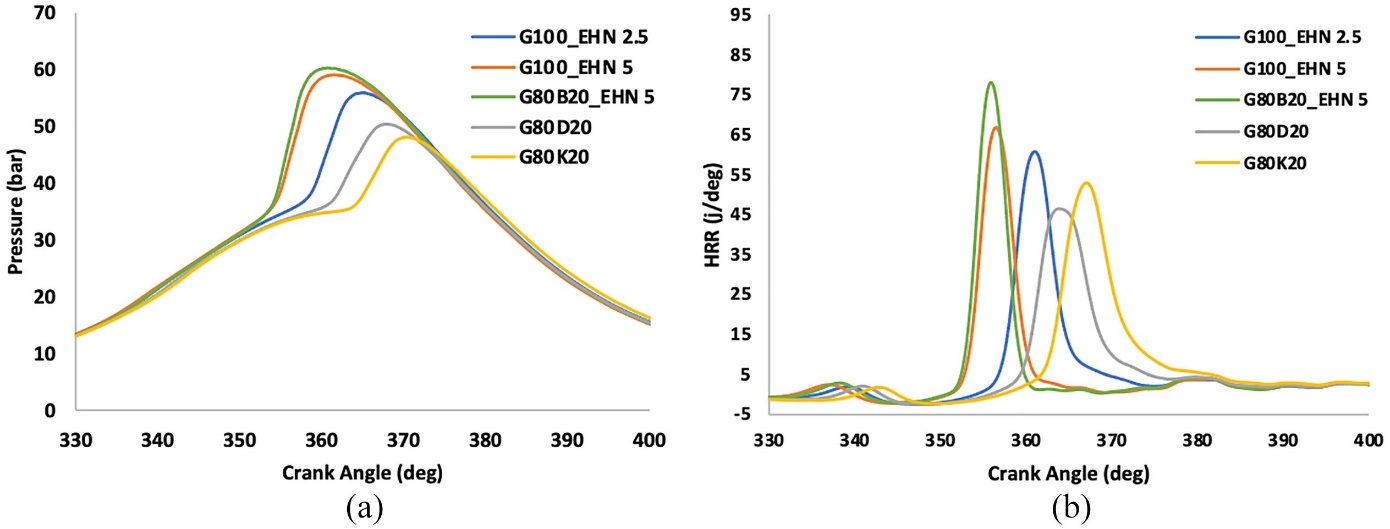 70
60
50
40
30
20
10
0
Pressure (bar)
330 340 350 360 370 380 390 400
Crank Angle (deg)
G100_EHN 2.5
G100_EHN 5
G80B20_EHN 5
G80D20
G80K20
(a)
95
85
75
65
55
45
35
25
15
5
-5
HRR (j/deg)
330 340 350 360 370 380 390 400
Crank Angle (deg)
G100_EHN 2.5
G100_EHN 5
G80B20_EHN 5
G80D20
G80K20
(b)